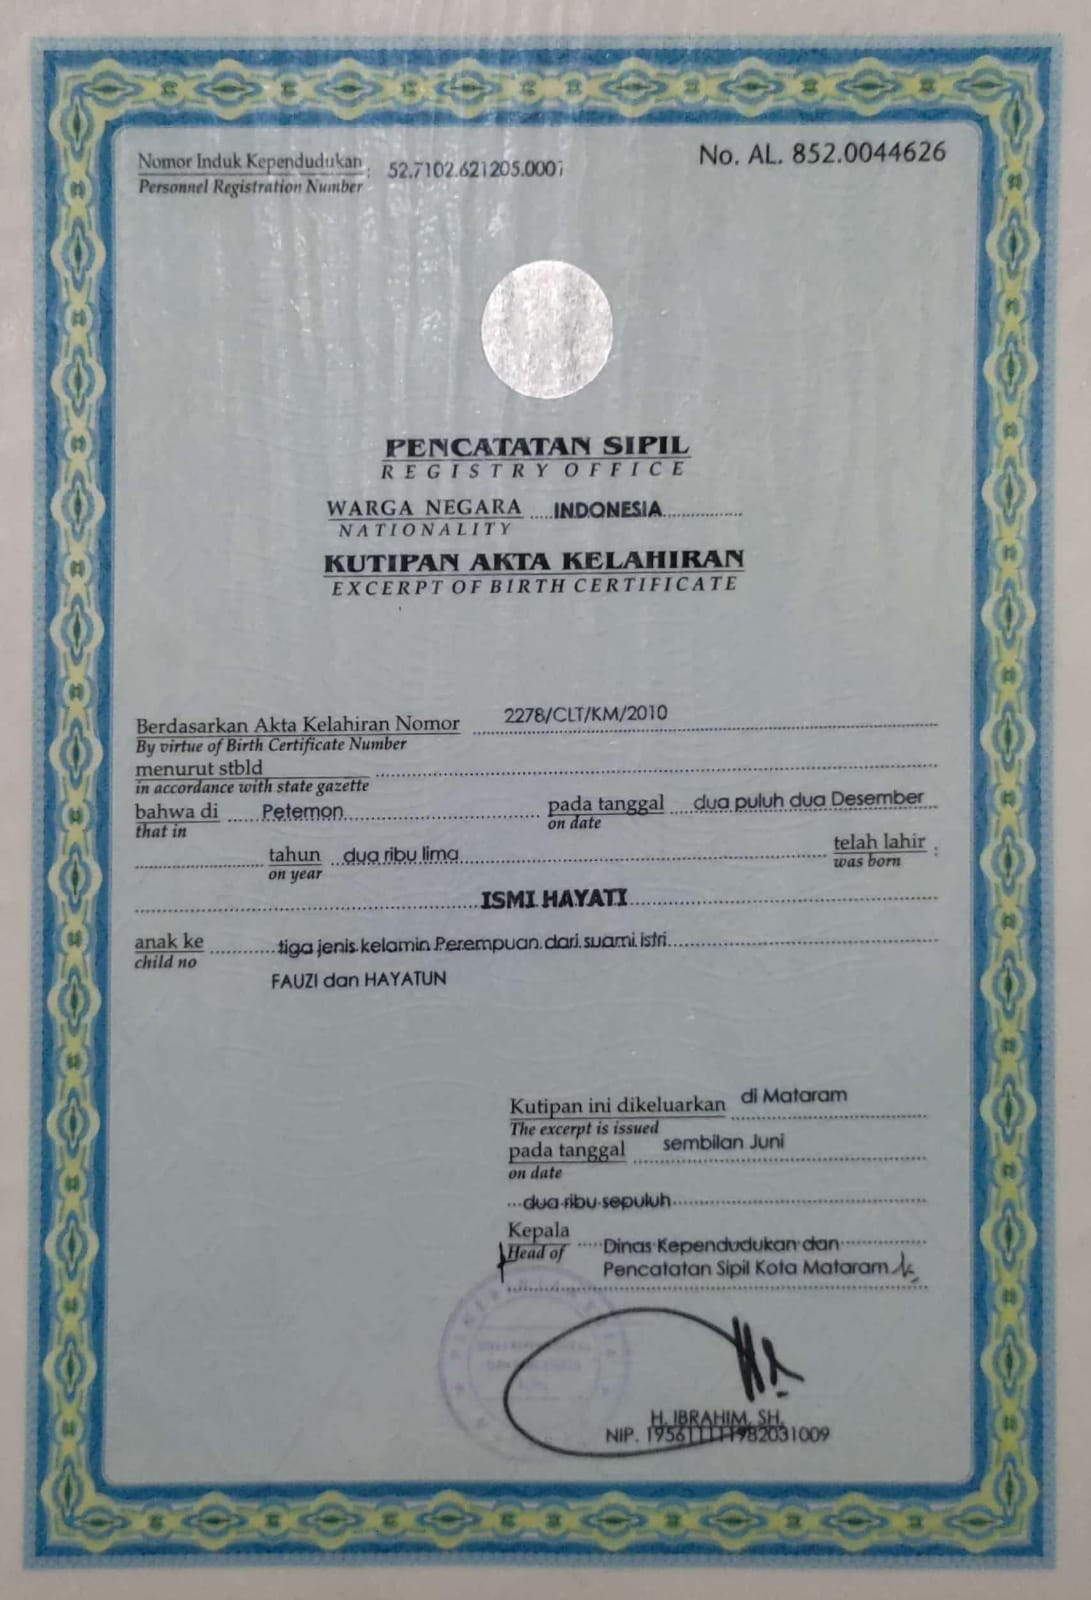 Nomor Induk Kependudukan : 52.7102.621205.0001
Personnel Registration Number
No. AL. 852.0044626
PENCATATAN SIPIL
REGISTRY OFFICE
WARGA NEGARA .....INDONESIA................
NATIONALITY
KUTIPAN AKTA KELAHIRAN
EXCERPT OF BIRTH CERTIFICATE
Berdasarkan Akta Kelahiran Nomor 2278/CLT/KM/2010
By virtue of Birth Certificate Number
menurut stbld
in accordance with state gazette
bahwa di Petemon pada tanggal dua puluh dua Desember
that in on date
tahun dua ribu lima telah lahir :
on year was born
ISMI HAYATI
anak ke tiga jenis kelamin Perempuan dari suami istri
child no
FAUZI dan HAYATUN
Kutipan ini dikeluarkan di Mataram
The excerpt is issued
pada tanggal sembilan Juni
on date
dua ribu sepuluh
Kepala Dinas Kependudukan dan
Head of
Pencatatan Sipil Kota Mataram
H. IBRAHIM, SH.
NIP. 195611111982031009